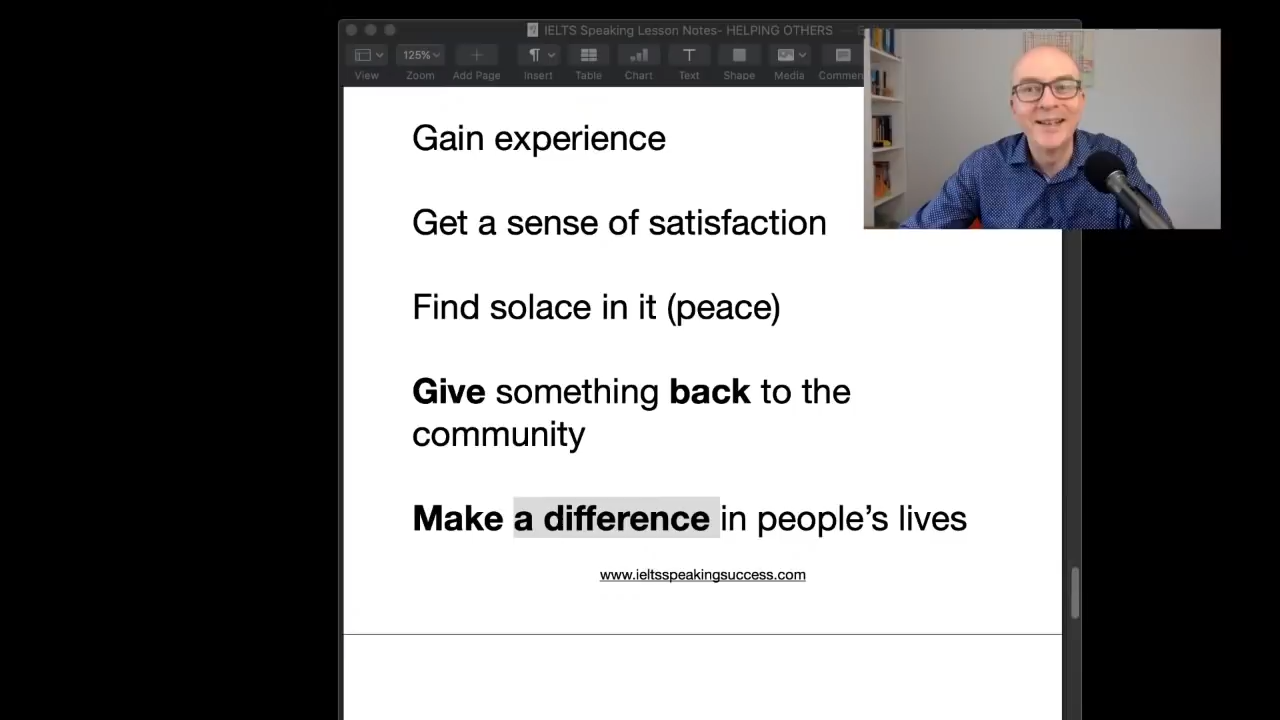 IELTS Speaking Lesson Notes- HELPING OTHERS
125%
View Zoom Add Page Insert Table Chart Text Shape Media
Gain experience
Get a sense of satisfaction
Find solace in it (peace)
Give something back to the
community
Make a difference in people's lives
www.ieltsspeakingsuccess.com